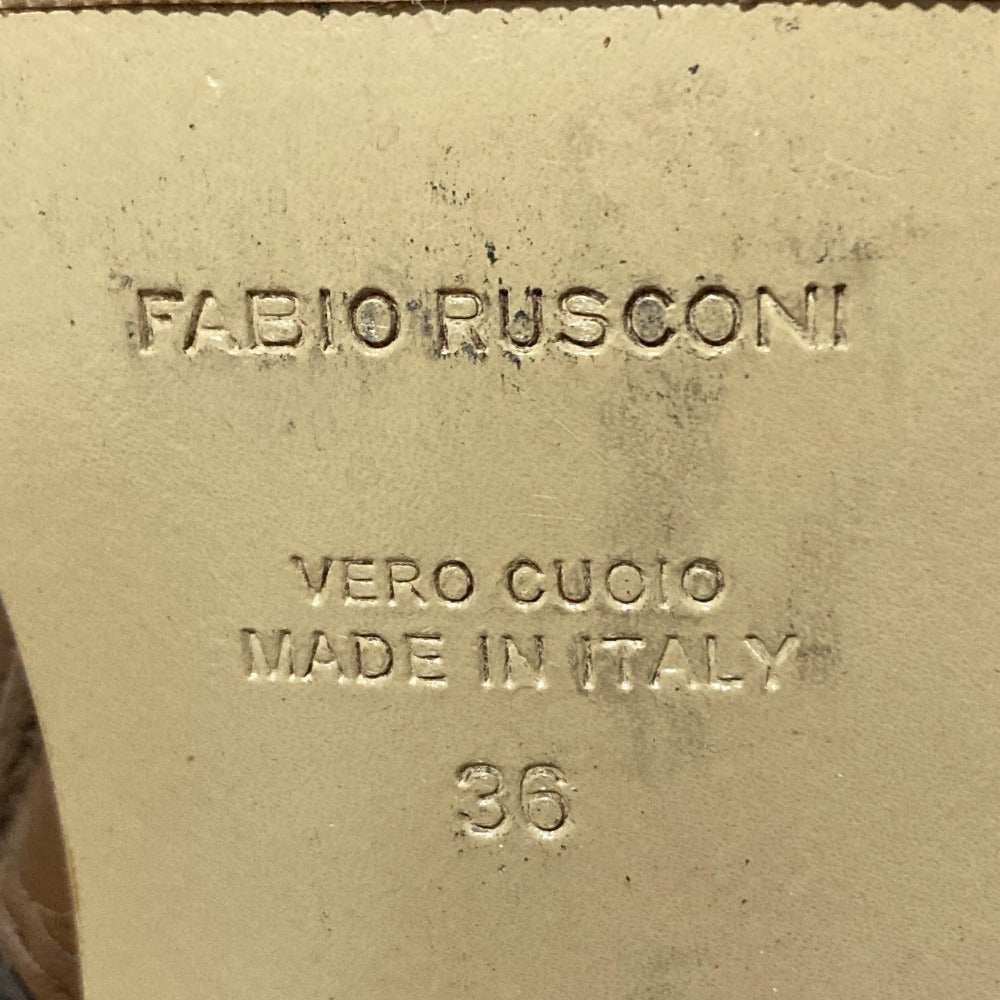 FABIO RUSCONI
VERO CUOIO
MADE IN ITALY
36